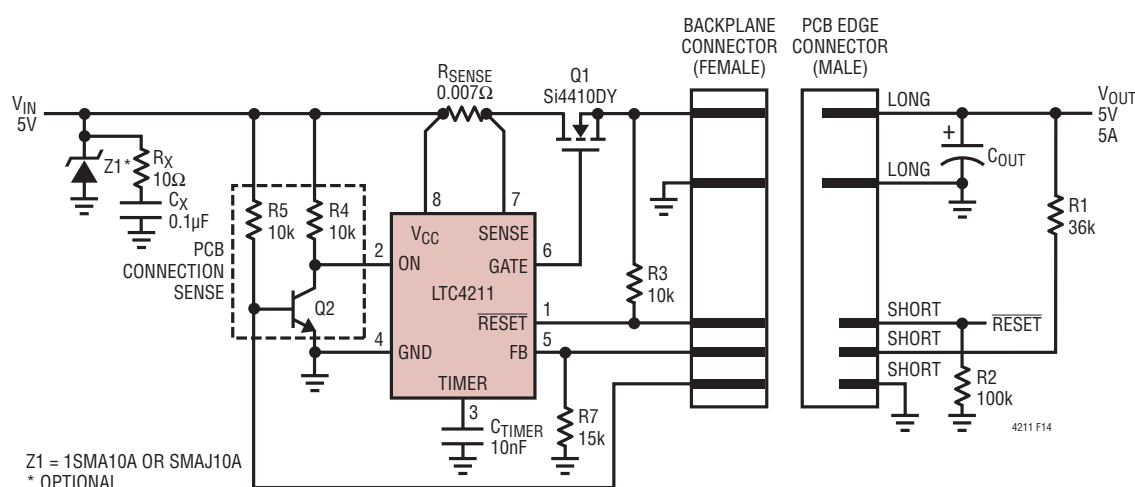 BACKPLANE
CONNECTOR
(FEMALE)
PCB EDGE
CONNECTOR
(MALE)
VIN
5V
RSENSE
0.007Ω
Q1
Si4410DY
LONG
VOUT
5V
5A
Z1*
RX
10Ω
CX
0.1µF
+
COUT
LONG
R5
10k
R4
10k
8
7
VCC
SENSE
R1
36k
PCB
CONNECTION
SENSE
2
ON
GATE
6
R3
10k
LTC4211
Q2
RESET
1
SHORT
RESET
4
GND
FB
5
SHORT
TIMER
SHORT
R2
100k
3
CTIMER
10nF
R7
15k
4211 F14
Z1 = 1SMA10A OR SMAJ10A
* OPTIONAL